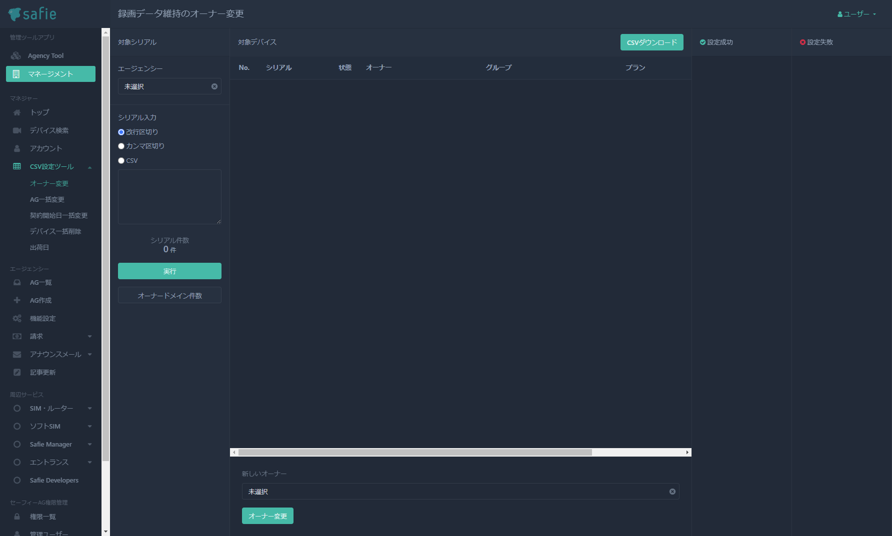 safie
録画データ維持のオーナー変更
ユーザー
管理ツールアプリ
Agency Tool
マネージメント
マネジャー
トップ
デバイス検索
アカウント
CSV設定ツール
オーナー変更
AG一括変更
契約開始日一括変更
デバイス一括削除
出荷日
エージェンシー
AG一覧
AG作成
機能設定
請求
アナウンスメール
記事更新
周辺サービス
SIM・ルーター
ソフトSIM
Safie Manager
エントランス
Safie Developers
セーフィーAG権限管理
権限一覧
管理ユーザー
対象シリアル
エージェンシー
未選択
シリアル入力
改行区切り
カンマ区切り
CSV
シリアル件数
0 件
実行
オーナードメイン件数
対象デバイス
CSVダウンロード
No. シリアル 状態 オーナー グループ プラン
新しいオーナー
未選択
オーナー変更
設定成功
設定失敗